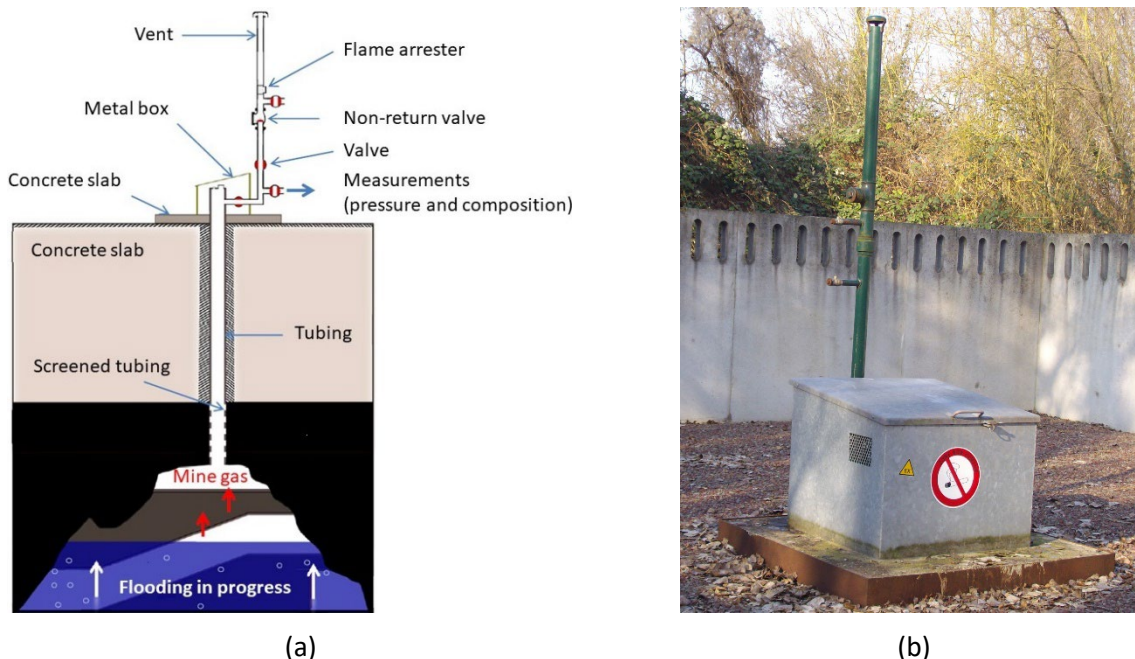 Vent
Flame arrester
Metal box
Non-return valve
Valve
Concrete slab
Measurements
(pressure and composition)
Concrete slab
Tubing
Screened tubing
Mine gas
Flooding in progress
(a)
(b)